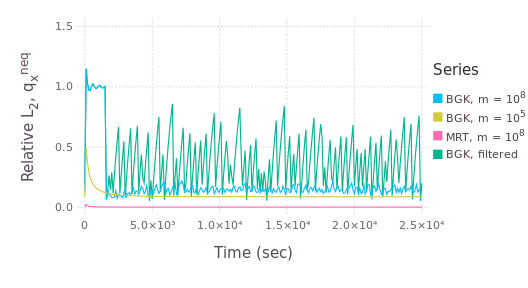 1.5
1.0
0.5
0.0
Relative L₂, qₓⁿᵉᑫ
0
5.0×10³
1.0×10⁴
1.5×10⁴
2.0×10⁴
2.5×10⁴
Time (sec)
Series
BGK, m = 10⁸
BGK, m = 10⁵
MRT, m = 10⁸
BGK, filtered